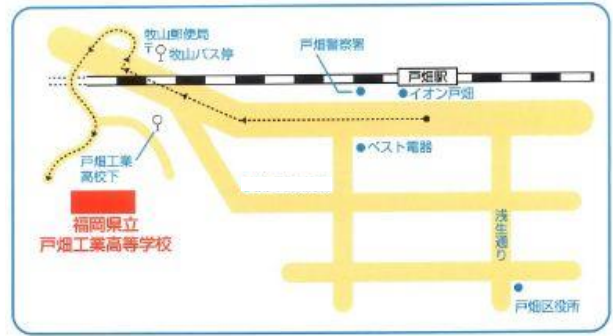 牧山郵便局
〒
牧山バス停
戸畑警察署
戸畑駅
イオン戸畑
戸畑工業
高校下
ベスト電器
福岡県立
戸畑工業高等学校
浅生通り
戸畑区役所